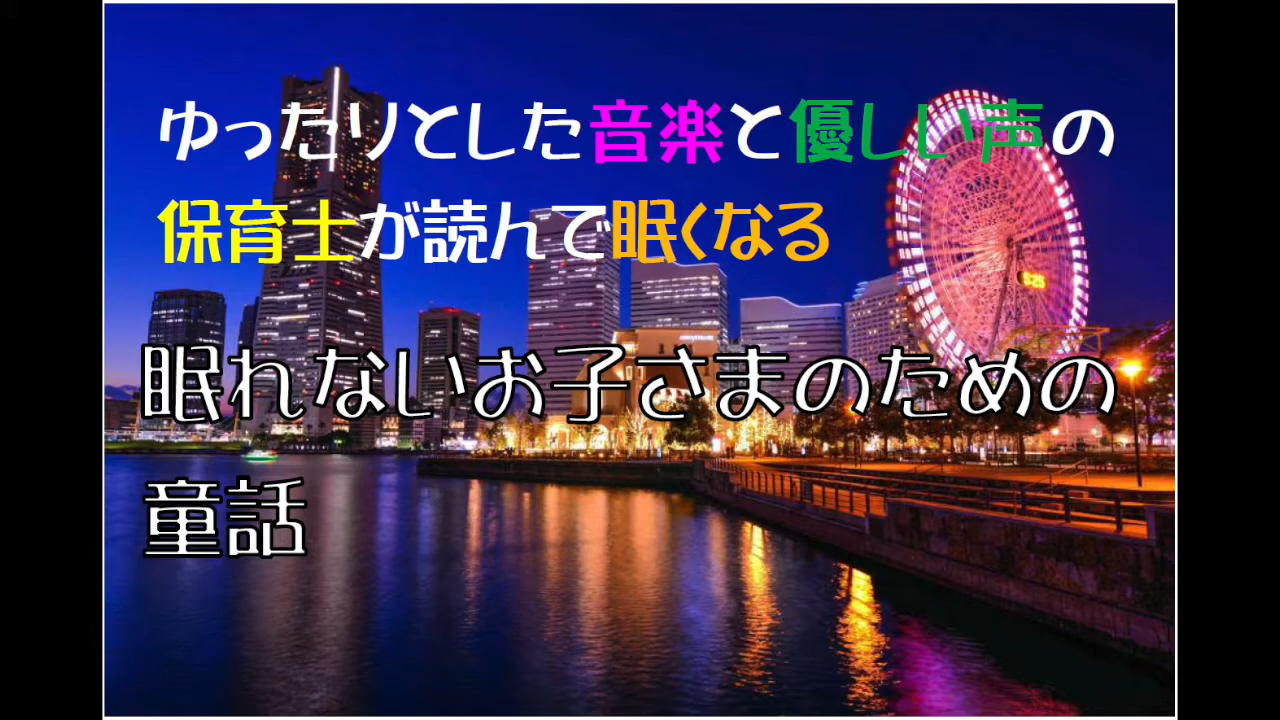 ゆったりとした音楽と優しい声の
保育士が読んで眠くなる
眠れないお子さまのための
童話
5:25